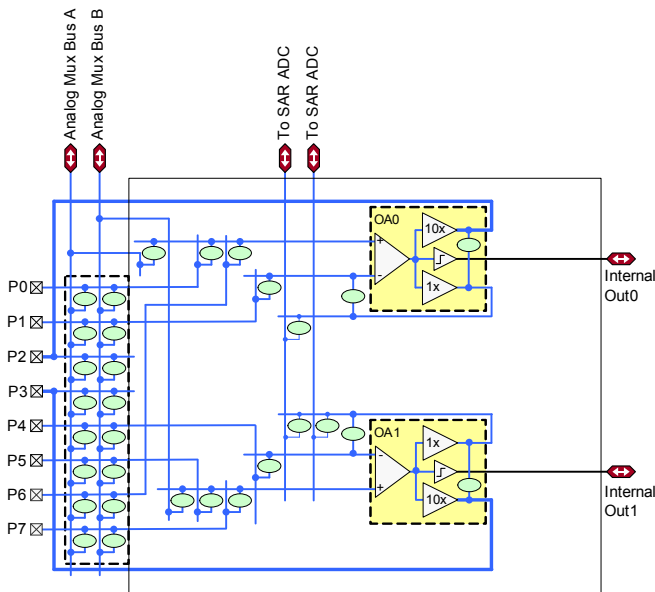 Analog Mux Bus A
Analog Mux Bus B
To SAR ADC
To SAR ADC
OA0
10x
+
-
1x
Internal
Out0
P0
P1
P2
P3
P4
P5
P6
P7
OA1
1x
-
+
10x
Internal
Out1